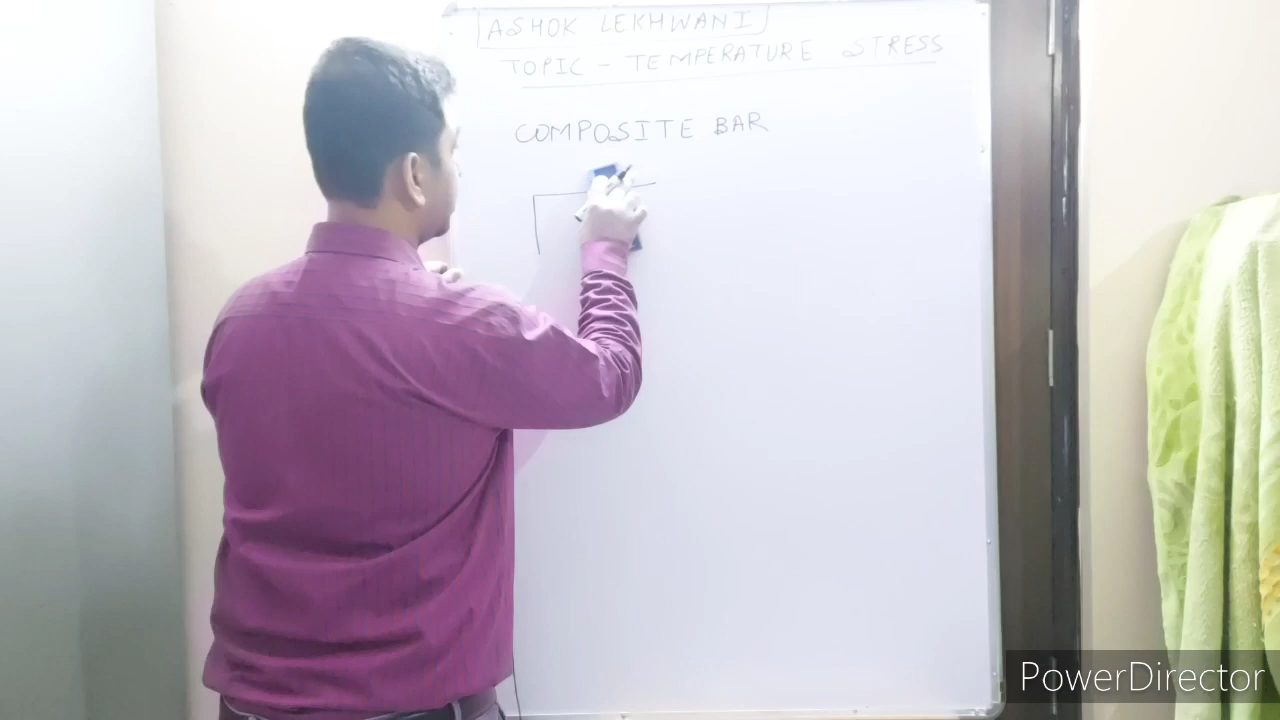 ASHOK LEKHWANI
TOPIC - TEMPERATURE STRESS
COMPOSITE BAR
PowerDirector